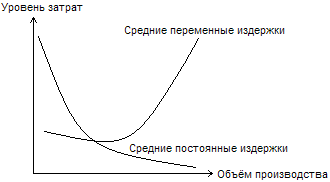 Уровень затрат
Средние переменные издержки
Средние постоянные издержки
Объём производства